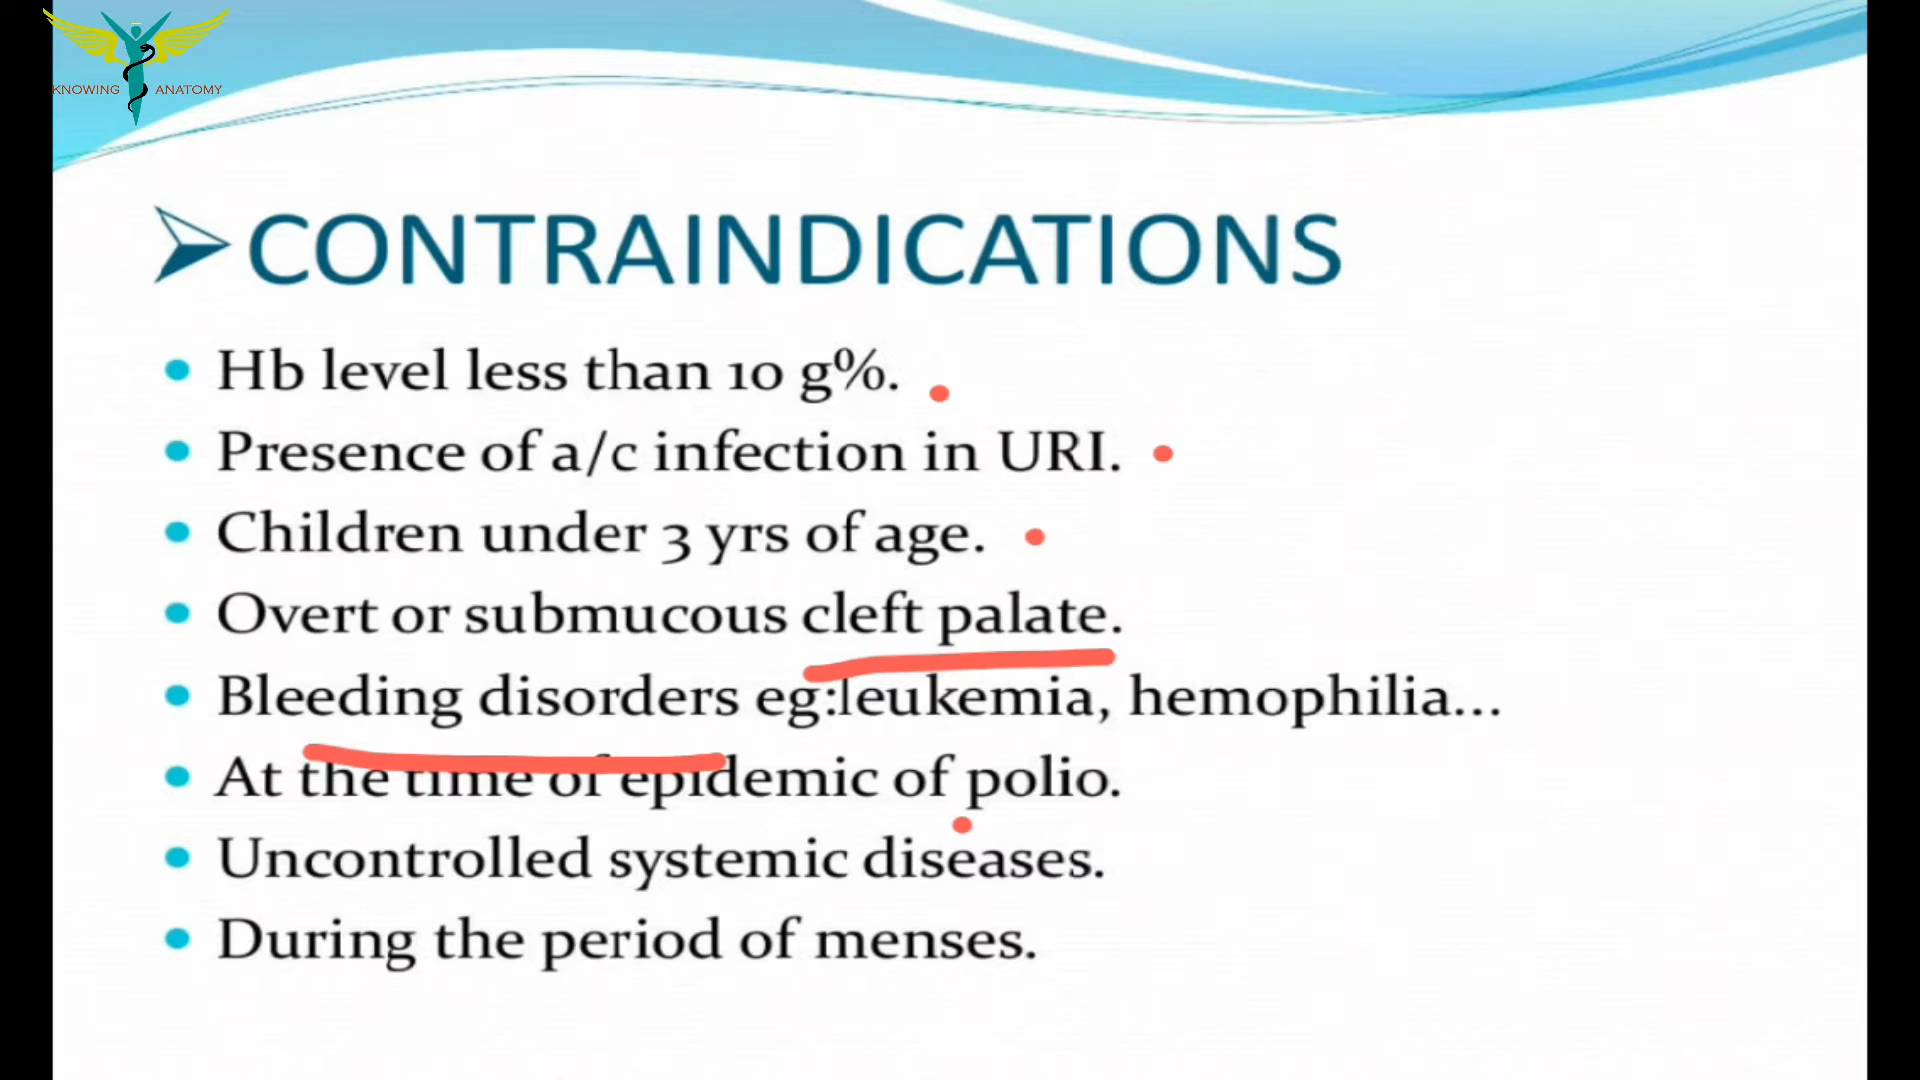 KNOWING ANATOMY
➢CONTRAINDICATIONS
• Hb level less than 10 g%.
• Presence of a/c infection in URI.
• Children under 3 yrs of age.
• Overt or submucous cleft palate.
• Bleeding disorders eg:leukemia, hemophilia...
• At the time of epidemic of polio.
• Uncontrolled systemic diseases.
• During the period of menses.